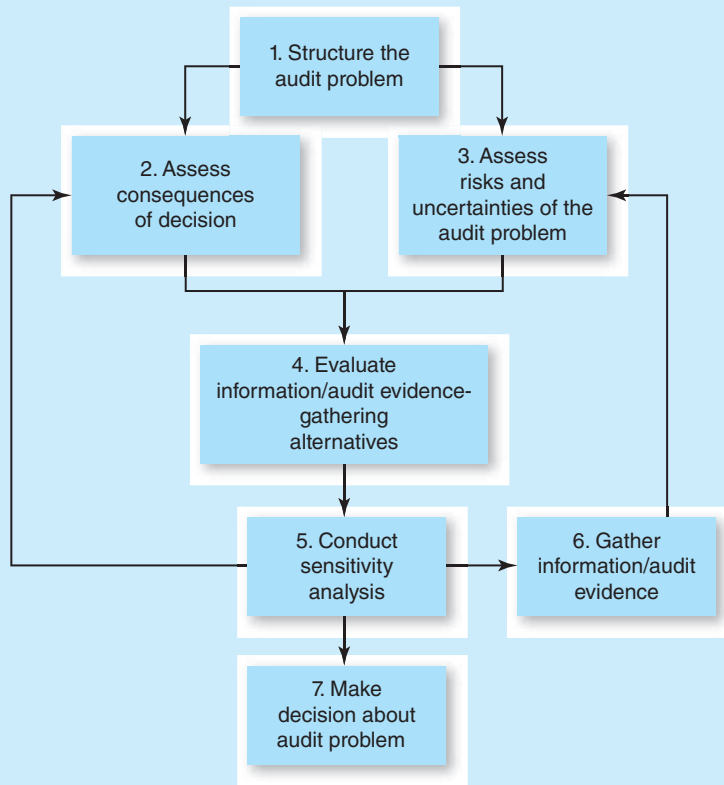 1. Structure the
audit problem
2. Assess
consequences
of decision
3. Assess
risks and
uncertainties of the
audit problem
4. Evaluate
information/audit evidence-
gathering
alternatives
5. Conduct
sensitivity
analysis
6. Gather
information/audit
evidence
7. Make
decision about
audit problem